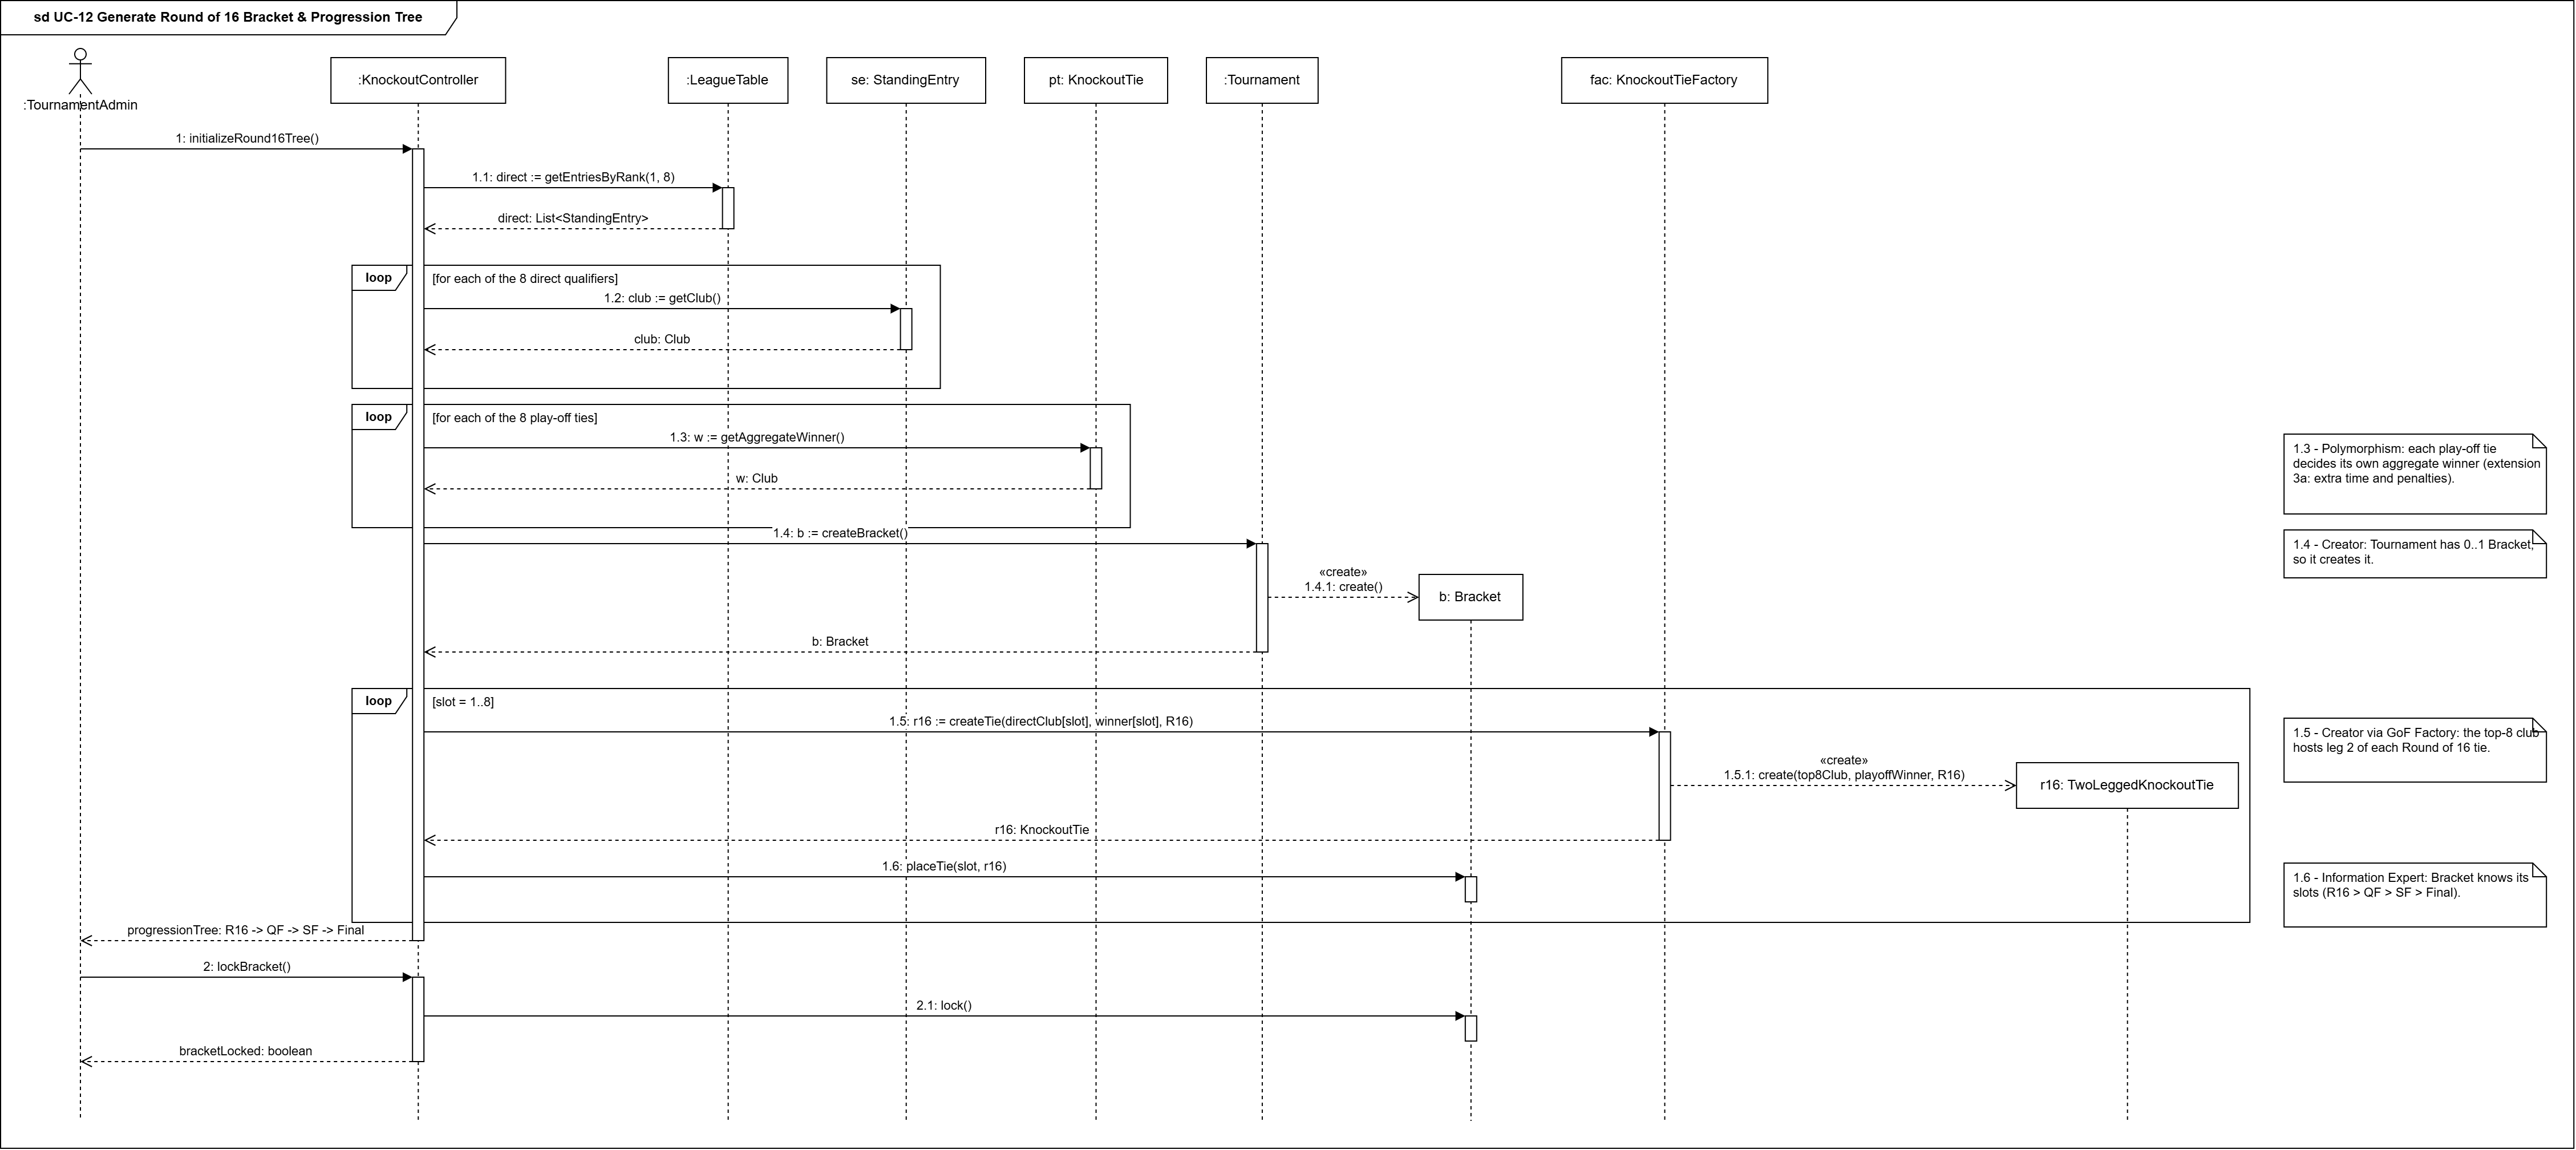 sd UC-12 Generate Round of 16 Bracket & Progression Tree
:TournamentAdmin
:KnockoutController
:LeagueTable
se: StandingEntry
pt: KnockoutTie
:Tournament
fac: KnockoutTieFactory
1: initializeRound16Tree()
1.1: direct := getEntriesByRank(1, 8)
direct: List<StandingEntry>
loop
[for each of the 8 direct qualifiers]
1.2: club := getClub()
club: Club
loop
[for each of the 8 play-off ties]
1.3: w := getAggregateWinner()
w: Club
1.3 - Polymorphism: each play-off tie
decides its own aggregate winner (extension
3a: extra time and penalties).
1.4: b := createBracket()
1.4 - Creator: Tournament has 0..1 Bracket,
so it creates it.
«create»
1.4.1: create()
b: Bracket
b: Bracket
loop
[slot = 1..8]
1.5: r16 := createTie(directClub[slot], winner[slot], R16)
1.5 - Creator via GoF Factory: the top-8 club
hosts leg 2 of each Round of 16 tie.
«create»
1.5.1: create(top8Club, playoffWinner, R16)
r16: TwoLeggedKnockoutTie
r16: KnockoutTie
1.6: placeTie(slot, r16)
1.6 - Information Expert: Bracket knows its
slots (R16 > QF > SF > Final).
progressionTree: R16 -> QF -> SF -> Final
2: lockBracket()
2.1: lock()
bracketLocked: boolean